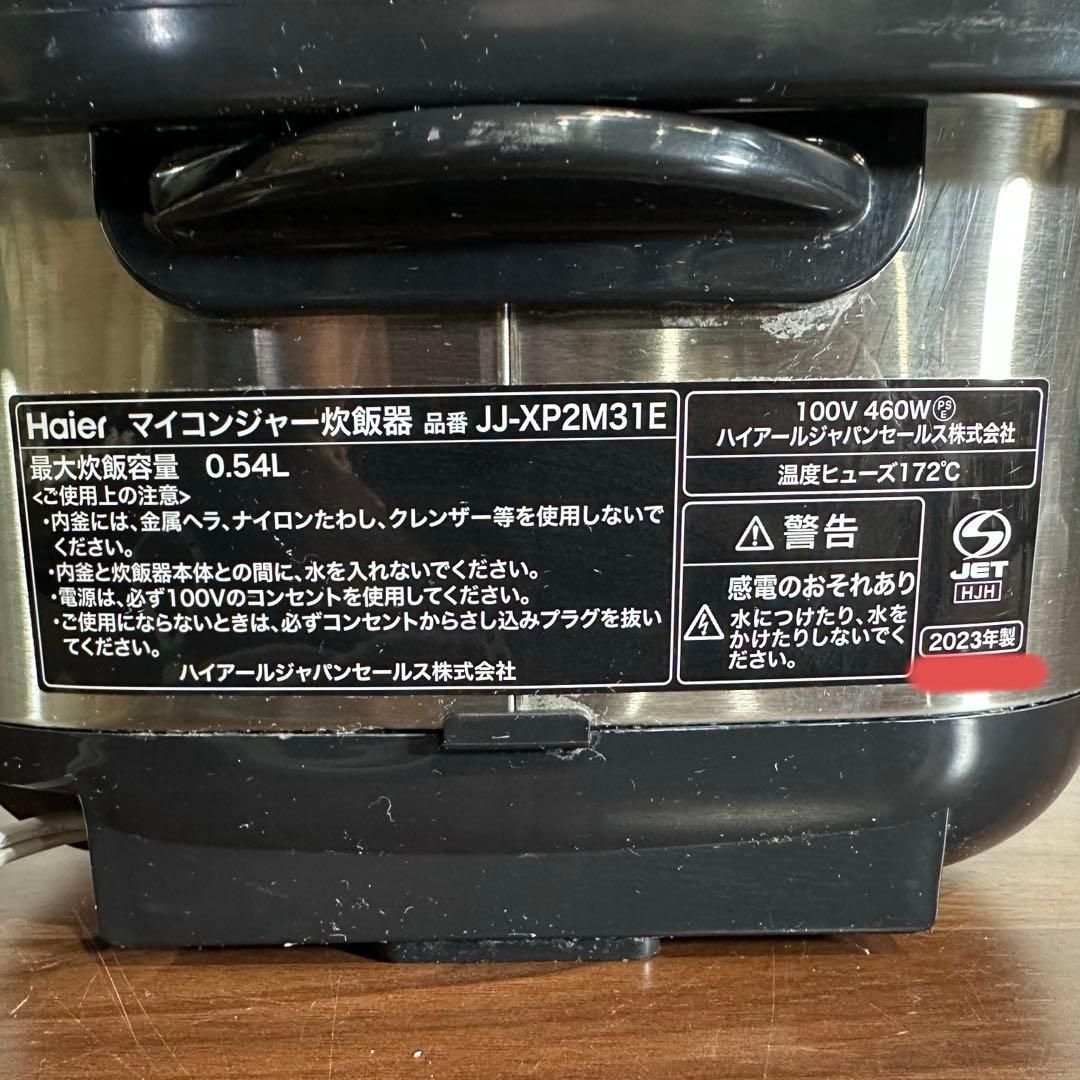 Haier マイコンジャー炊飯器 品番 JJ-XP2M31E
最大炊飯容量 0.54L
<ご使用上の注意>
・内釜には、金属ヘラ、ナイロンたわし、クレンザー等を使用しないで
ください。
・内釜と炊飯器本体との間に、水を入れないでください。
・電源は、必ず100Vのコンセントを使用してください。
・ご使用にならないときは、必ずコンセントからさし込みプラグを抜い
てください。
ハイアールジャパンセールス株式会社
100V 460W PSE
ハイアールジャパンセールス株式会社
温度ヒューズ172℃
警告
感電のおそれあり
水につけたり、水を
かけたりしないでく
ださい。
S
JET
HJH
2023年製